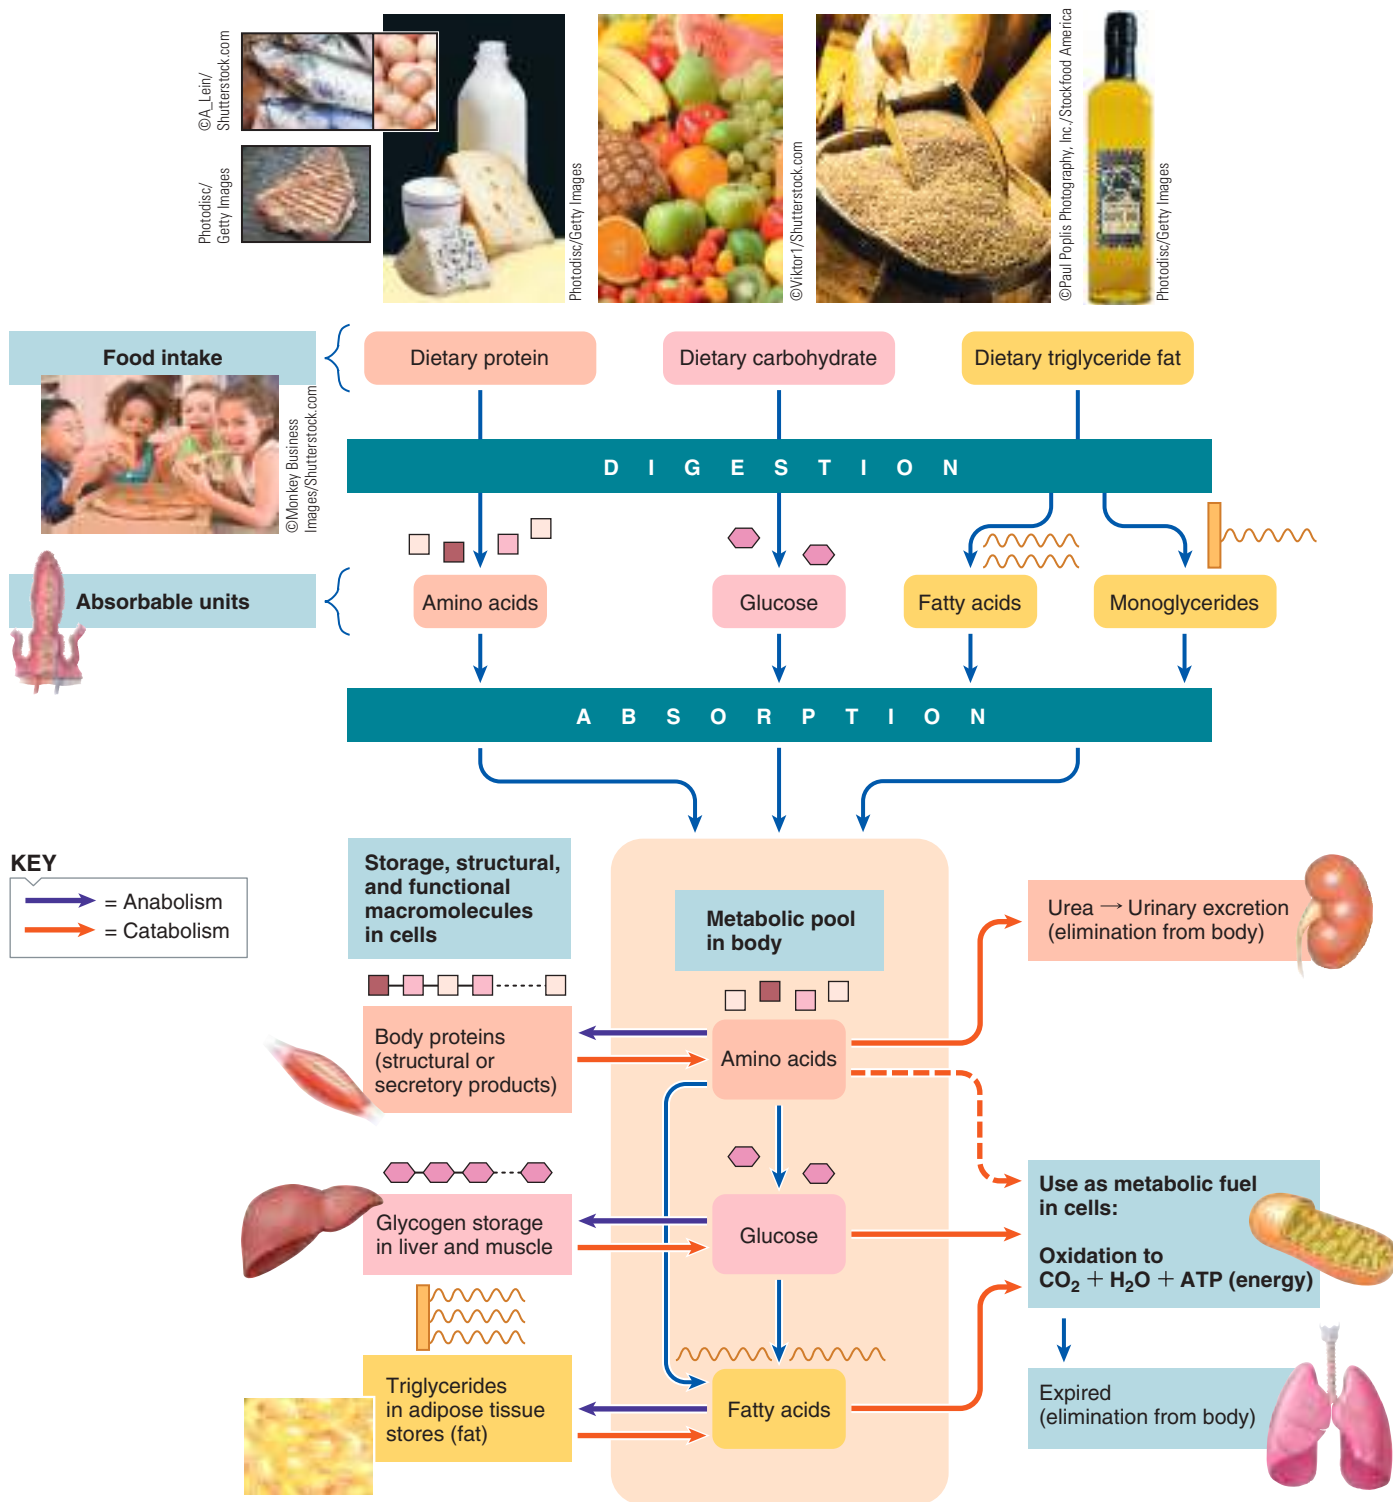 ©A_Lein/
Shutterstock.com
Photodisc/
Getty Images
Photodisc/Getty Images
©Viktor1/Shutterstock.com
©Paul Poplis Photography, Inc./Stockfood America
Photodisc/Getty Images
Food intake
Dietary protein
Dietary carbohydrate
Dietary triglyceride fat
©Monkey Business
Images/Shutterstock.com
DIGESTION
Absorbable units
Amino acids
Glucose
Fatty acids
Monoglycerides
ABSORPTION
KEY
= Anabolism
= Catabolism
Storage, structural,
and functional
macromolecules
in cells
Metabolic pool
in body
Urea → Urinary excretion
(elimination from body)
Body proteins
(structural or
secretory products)
Amino acids
Glycogen storage
in liver and muscle
Glucose
Use as metabolic fuel
in cells:
Oxidation to
CO₂ + H₂O + ATP (energy)
Triglycerides
in adipose tissue
stores (fat)
Fatty acids
Expired
(elimination from body)